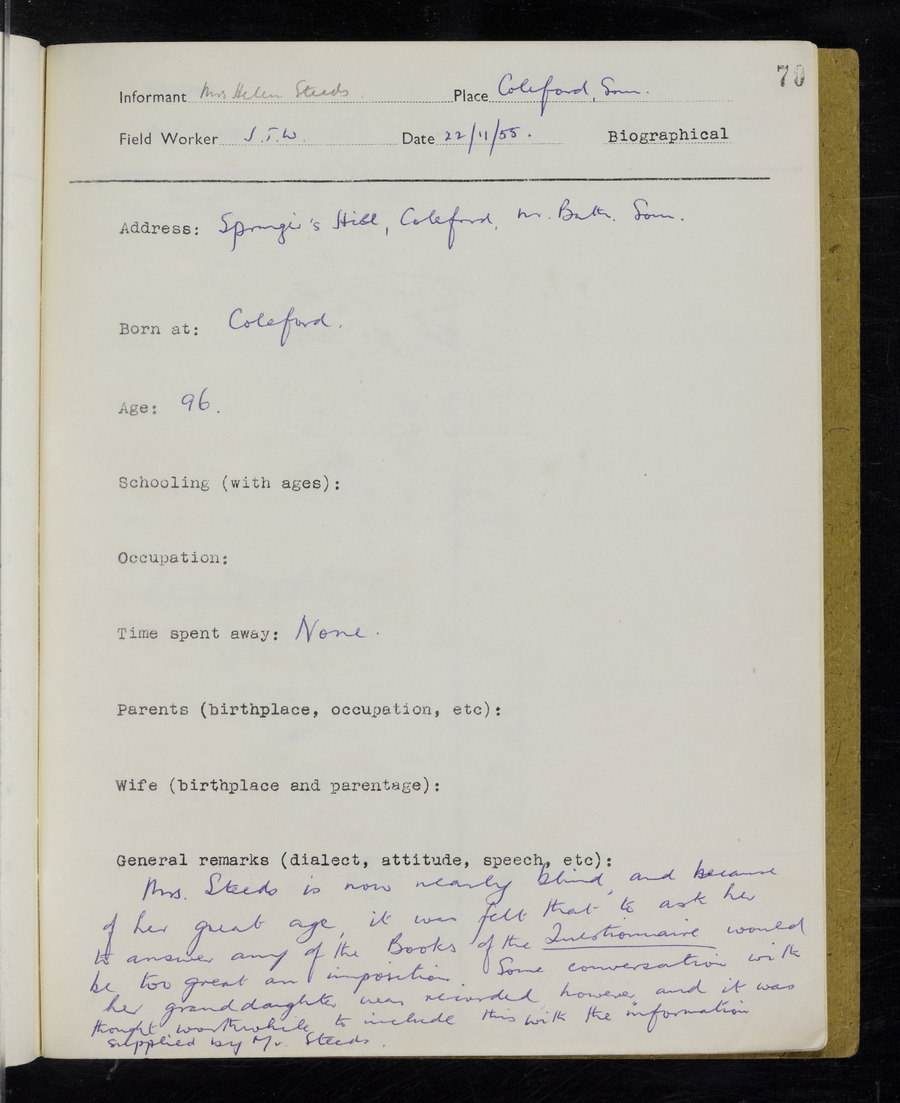 70
Informant Mrs Helen Steeds. Place Coleford, Som.
Field Worker J.T.W. Date 22/11/55. Biographical
Address: Hill, Coleford, nr. Bath. Som.
Born at: Coleford.
Age: 96.
Schooling (with ages):
Occupation:
Time spent away: None.
Parents (birthplace, occupation, etc):
Wife (birthplace and parentage):
General remarks (dialect, attitude, speech, etc):
Mrs. Steeds is now nearly blind, and because
of her great age, it was felt that to ask her
to answer any of the Books of the Questionnaire would
be too great an imposition. Some conversation with
her granddaughter was recorded, however, and it was
thought worthwhile to include this with the information
supplied by Mr. Steeds.